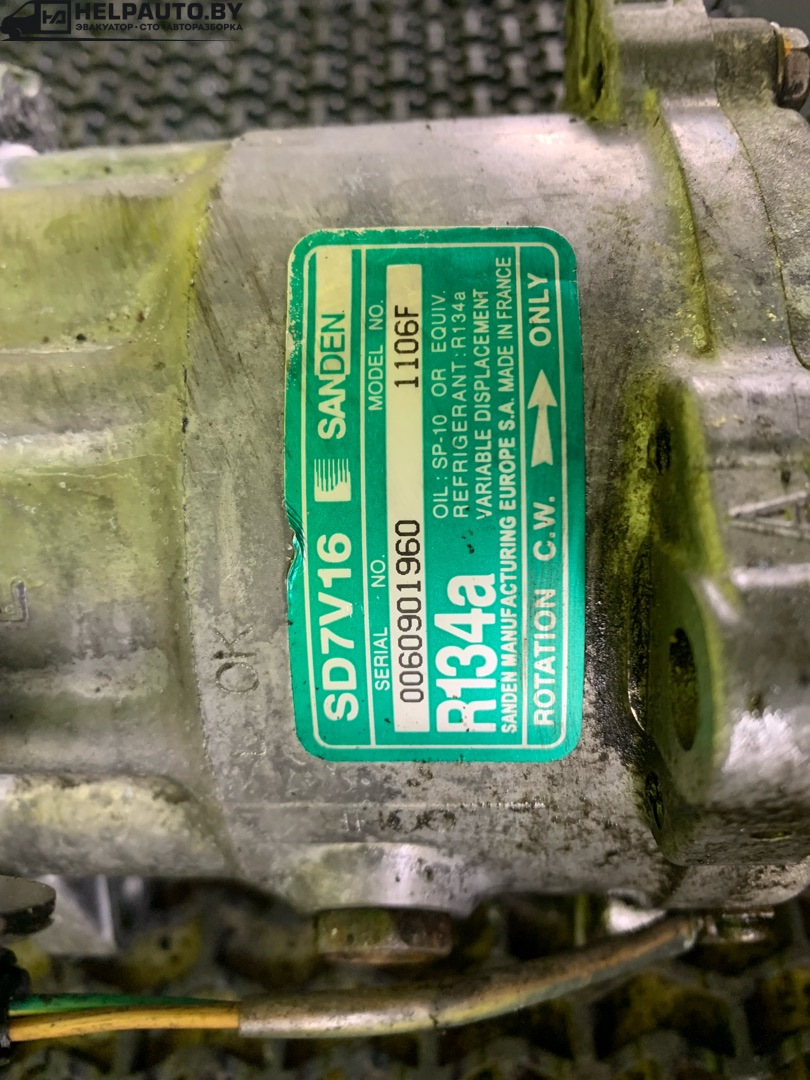 HELPAUTO.BY
ЭВАКУАТОР•СТО•АВТОРАЗБОРКА
SD7V16 SANDEN
SERIAL NO. MODEL NO.
0060901960 1106F
R134a
OIL: SP-10 OR EQUIV.
REFRIGERANT: R134a
VARIABLE DISPLACEMENT
SANDEN MANUFACTURING EUROPE S.A. MADE IN FRANCE
ROTATION C.W. ONLY
OK